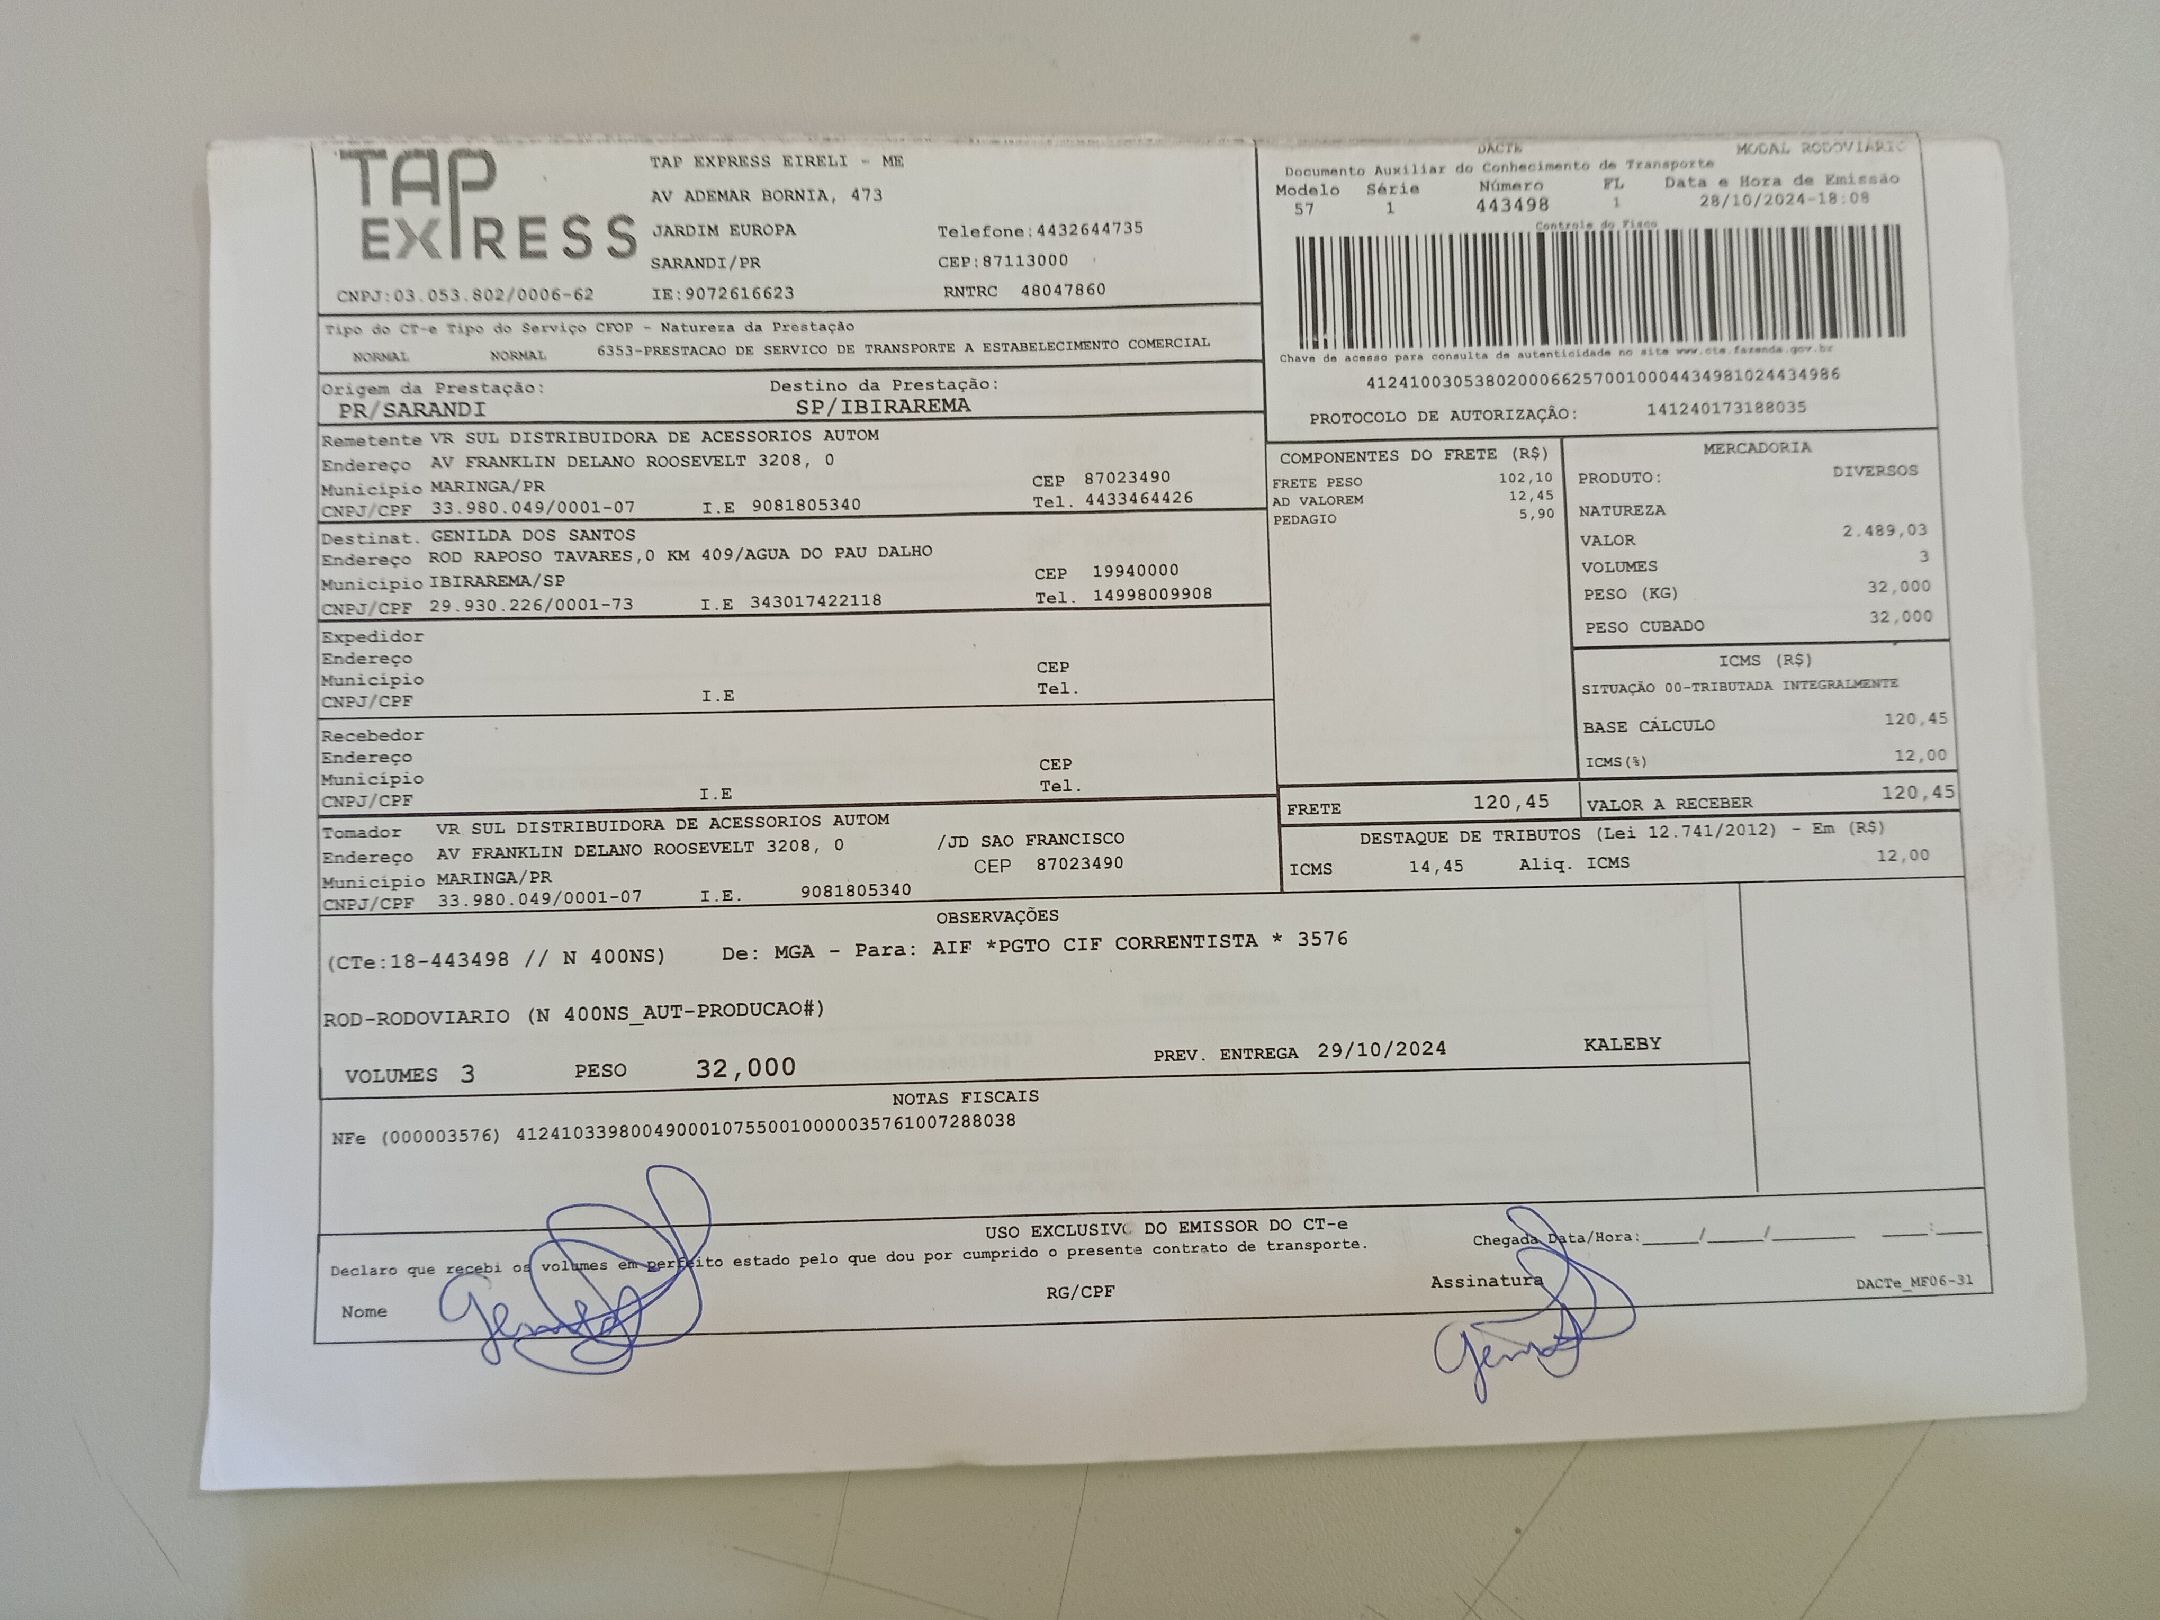 TAP
EXPRESS
TAP EXPRESS EIRELI - ME
AV ADEMAR BORNIA, 473
JARDIM EUROPA Telefone:4432644735
SARANDI/PR CEP:87113000
CNPJ:03.053.802/0006-62 IE:9072616623 RNTRC 48047860
DACTE MODAL RODOVIÁRIO
Documento Auxiliar do Conhecimento de Transporte
Modelo Série Número FL Data e Hora de Emissão
57 1 443498 1 28/10/2024-18:08
Controle do Fisco
Chave de acesso para consulta de autenticidade no site www.cte.fazenda.gov.br
41241003053802000662570010004434981024434986
PROTOCOLO DE AUTORIZAÇÃO: 141240173188035
Tipo do CT-e Tipo do Serviço CFOP - Natureza da Prestação
NORMAL NORMAL 6353-PRESTACAO DE SERVICO DE TRANSPORTE A ESTABELECIMENTO COMERCIAL
Origem da Prestação: Destino da Prestação:
PR/SARANDI SP/IBIRAREMA
Remetente VR SUL DISTRIBUIDORA DE ACESSORIOS AUTOM
Endereço AV FRANKLIN DELANO ROOSEVELT 3208, 0
Município MARINGA/PR CEP 87023490
CNPJ/CPF 33.980.049/0001-07 I.E 9081805340 Tel. 4433464426
Destinat. GENILDA DOS SANTOS
Endereço ROD RAPOSO TAVARES,0 KM 409/AGUA DO PAU DALHO
Município IBIRAREMA/SP CEP 19940000
CNPJ/CPF 29.930.226/0001-73 I.E 343017422118 Tel. 14998009908
Expedidor
Endereço
Município CEP
CNPJ/CPF I.E Tel.
Recebedor
Endereço
Município CEP
CNPJ/CPF I.E Tel.
Tomador VR SUL DISTRIBUIDORA DE ACESSORIOS AUTOM
Endereço AV FRANKLIN DELANO ROOSEVELT 3208, 0 /JD SAO FRANCISCO
Município MARINGA/PR CEP 87023490
CNPJ/CPF 33.980.049/0001-07 I.E. 9081805340
COMPONENTES DO FRETE (R$)
FRETE PESO 102,10
AD VALOREM 12,45
PEDAGIO 5,90
MERCADORIA
PRODUTO: DIVERSOS
NATUREZA
VALOR 2.489,03
VOLUMES 3
PESO (KG) 32,000
PESO CUBADO 32,000
ICMS (R$)
SITUAÇÃO 00-TRIBUTADA INTEGRALMENTE
BASE CÁLCULO 120,45
ICMS(%) 12,00
FRETE 120,45 VALOR A RECEBER 120,45
DESTAQUE DE TRIBUTOS (Lei 12.741/2012) - Em (R$)
ICMS 14,45 Aliq. ICMS 12,00
OBSERVAÇÕES
(CTe:18-443498 // N 400NS) De: MGA - Para: AIF *PGTO CIF CORRENTISTA * 3576
ROD-RODOVIARIO (N 400NS_AUT-PRODUCAO#)
VOLUMES 3 PESO 32,000 PREV. ENTREGA 29/10/2024 KALEBY
NOTAS FISCAIS
NFe (000003576) 41241033980049000107550010000035761007288038
USO EXCLUSIVO DO EMISSOR DO CT-e
Declaro que recebi os volumes em perfeito estado pelo que dou por cumprido o presente contrato de transporte. Chegada Data/Hora:_____/_____/_______ ____:____
Nome RG/CPF Assinatura DACTe_MF06-31